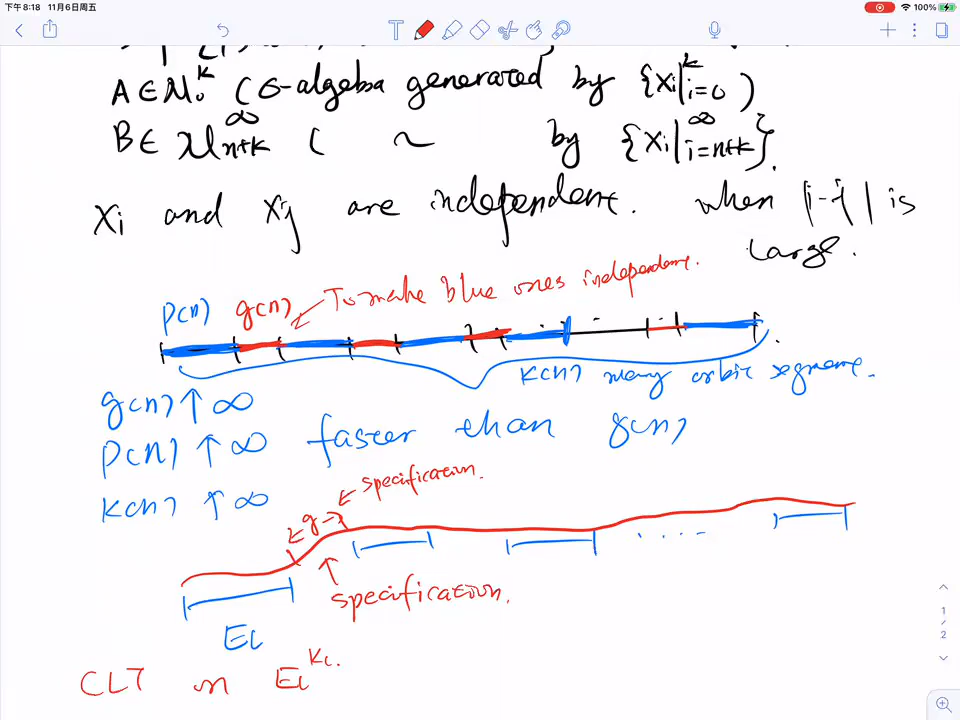 下午8:18 11月6日周五
100%
A ∈ M₀ᵏ (σ-algebra generated by {Xi|ᵏi=0)
B ∈ M^∞n+k ( ~ by {Xi|^∞i=n+k}.
Xi and Xj are independent. when |i-j| is
large.
p(n) g(n) To make blue ones independent.
k(n) many orbit segment.
g(n) ↑ ∞
p(n) ↑ ∞ faster than g(n)
k(n) ↑ ∞
specification.
g
specification.
El
CLT on El^kl.
1
/
2